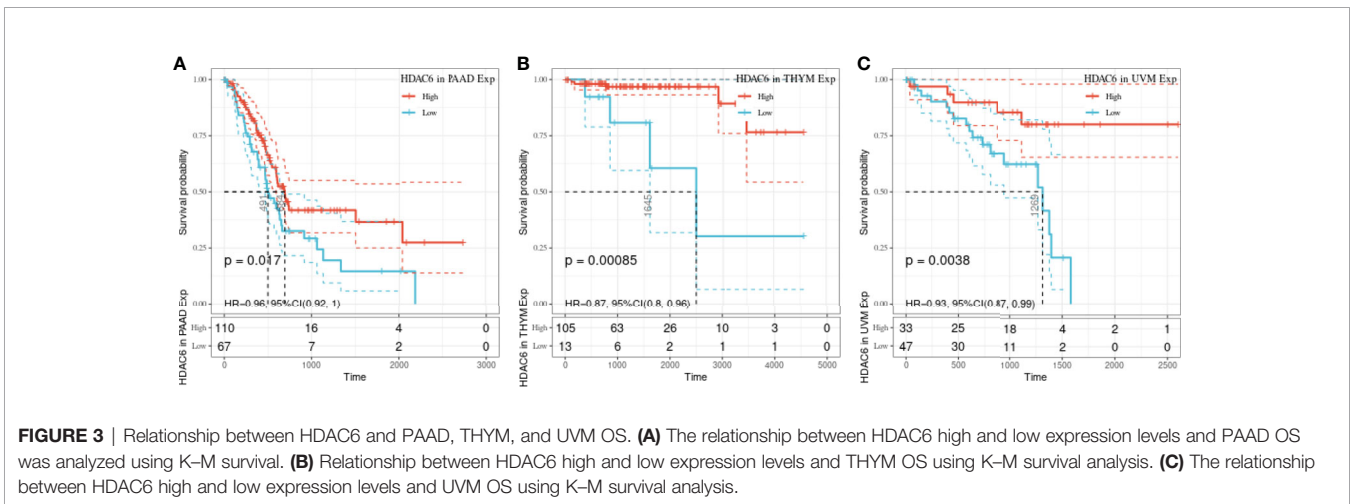 A
HDAC6 in PAAD Exp
High
Low
Survival probability
1.00
0.75
0.50
0.25
0.00
491
p = 0.017
HR=0.96, 95%CI(0.92, 1)
HDAC6 in PAAD Exp
High 110 16 4 0
Low 67 7 2 0
0 1000 2000 3000
Time
B
HDAC6 in THYM Exp
High
Low
Survival probability
1.00
0.75
0.50
0.25
0.00
1645
p = 0.00085
HR=0.87, 95%CI(0.8, 0.96)
HDAC6 in THYM Exp
High 105 63 26 10 3 0
Low 13 6 2 1 1 0
0 1000 2000 3000 4000 5000
Time
C
HDAC6 in UVM Exp
High
Low
Survival probability
1.00
0.75
0.50
0.25
0.00
1269
p = 0.0038
HR=0.93, 95%CI(0.87, 0.99)
HDAC6 in UVM Exp
High 33 25 18 4 2 1
Low 47 30 11 2 0 0
0 500 1000 1500 2000 2500
Time
FIGURE 3 | Relationship between HDAC6 and PAAD, THYM, and UVM OS. (A) The relationship between HDAC6 high and low expression levels and PAAD OS
was analyzed using K–M survival. (B) Relationship between HDAC6 high and low expression levels and THYM OS using K–M survival analysis. (C) The relationship
between HDAC6 high and low expression levels and UVM OS using K–M survival analysis.